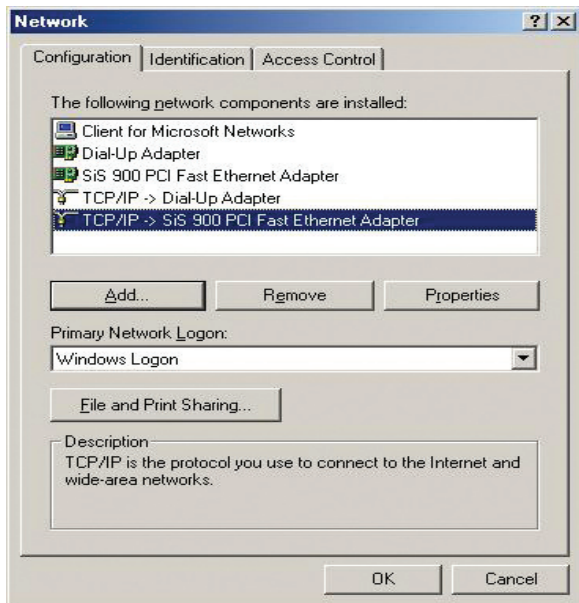 Network
Configuration Identification Access Control
The following network components are installed:
Client for Microsoft Networks
Dial-Up Adapter
SiS 900 PCI Fast Ethernet Adapter
TCP/IP -> Dial-Up Adapter
TCP/IP -> SiS 900 PCI Fast Ethernet Adapter
Add... Remove Properties
Primary Network Logon:
Windows Logon
File and Print Sharing...
Description
TCP/IP is the protocol you use to connect to the Internet and
wide-area networks.
OK Cancel